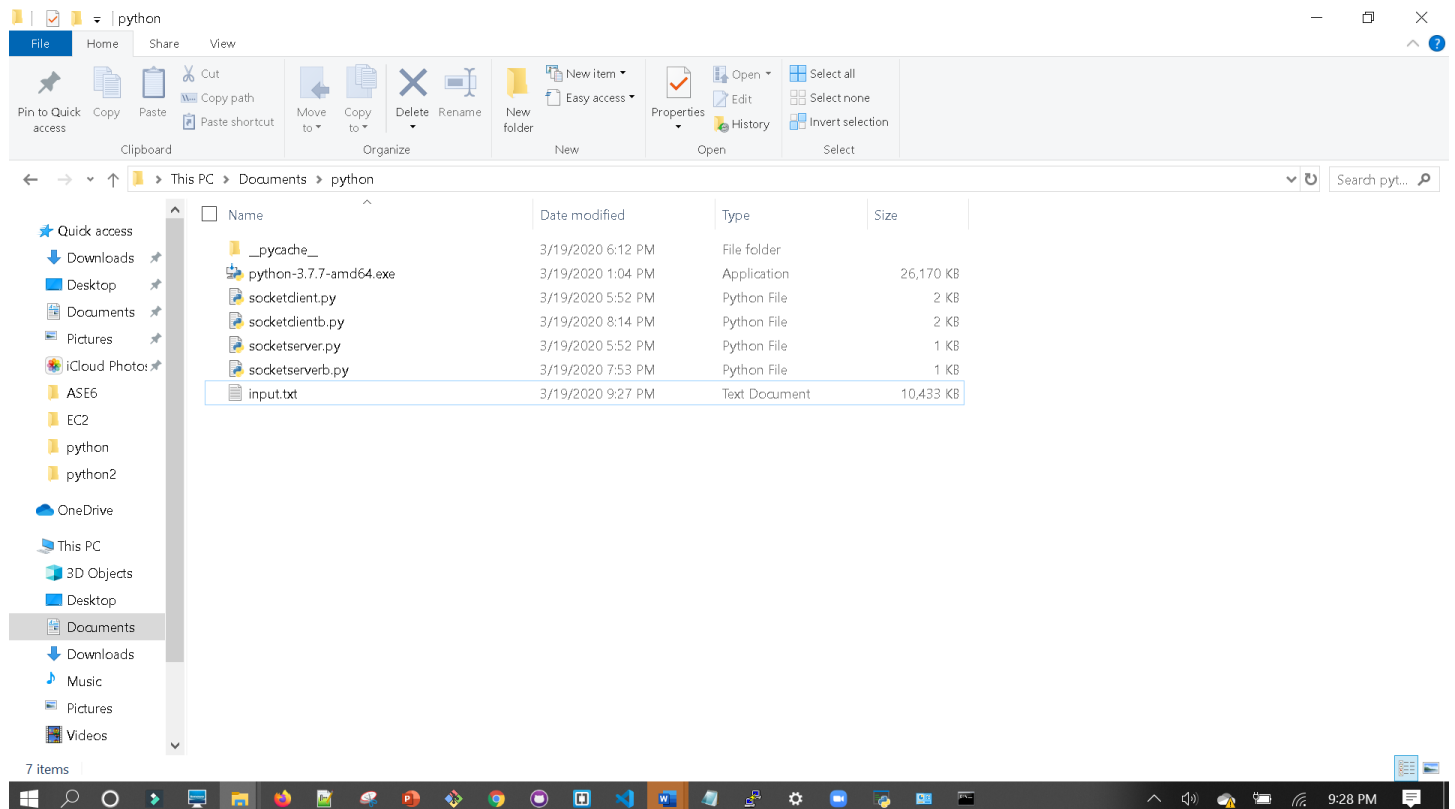 python
File Home Share View
Pin to Quick access
Copy
Paste
Cut
Copy path
Paste shortcut
Move to
Copy to
Delete
Rename
New folder
New item
Easy access
Properties
Open
Edit
History
Select all
Select none
Invert selection
Clipboard Organize New Open Select
This PC > Documents > python
Search pyt...
Name Date modified Type Size
__pycache__ 3/19/2020 6:12 PM File folder
python-3.7.7-amd64.exe 3/19/2020 1:04 PM Application 26,170 KB
socketclient.py 3/19/2020 5:52 PM Python File 2 KB
socketclientb.py 3/19/2020 8:14 PM Python File 2 KB
socketserver.py 3/19/2020 5:52 PM Python File 1 KB
socketserverb.py 3/19/2020 7:53 PM Python File 1 KB
input.txt 3/19/2020 9:27 PM Text Document 10,433 KB
Quick access
Downloads
Desktop
Documents
Pictures
iCloud Photos
ASE6
EC2
python
python2
OneDrive
This PC
3D Objects
Desktop
Documents
Downloads
Music
Pictures
Videos
7 items
9:28 PM